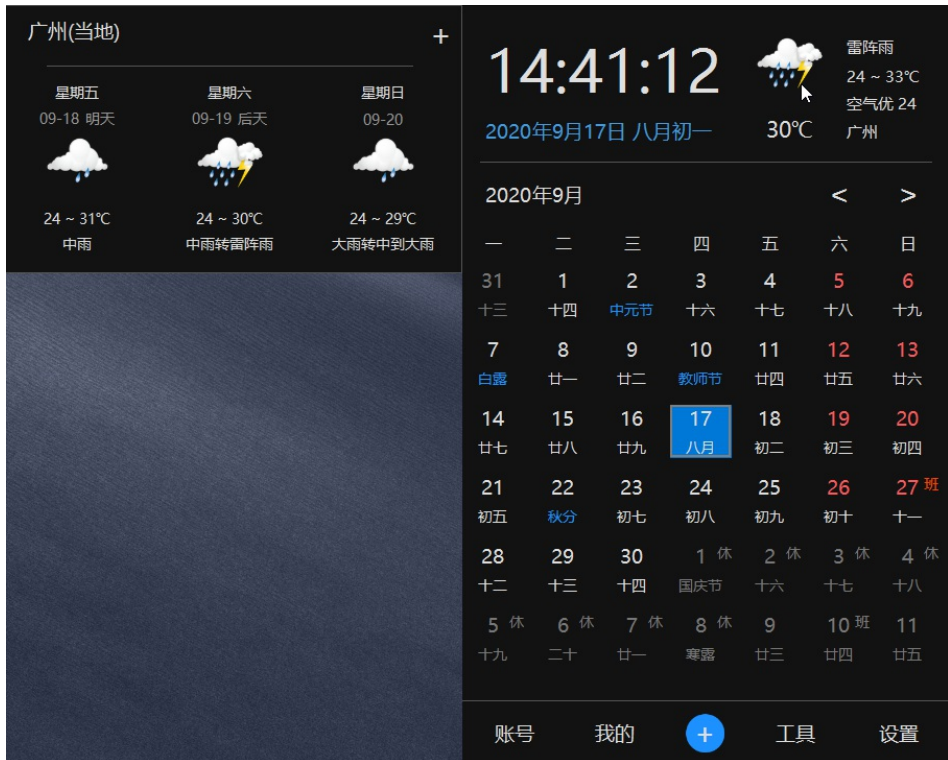 广州(当地) +
星期五 星期六 星期日
09-18 明天 09-19 后天 09-20
24 ~ 31℃ 24 ~ 30℃ 24 ~ 29℃
中雨 中雨转雷阵雨 大雨转中到大雨
14:41:12
2020年9月17日 八月初一
30℃
雷阵雨
24 ~ 33℃
空气优 24
广州
2020年9月 < >
一 二 三 四 五 六 日
31 1 2 3 4 5 6
十三 十四 中元节 十六 十七 十八 十九
7 8 9 10 11 12 13
白露 廿一 廿二 教师节 廿四 廿五 廿六
14 15 16 17 18 19 20
廿七 廿八 廿九 八月 初二 初三 初四
21 22 23 24 25 26 27 班
初五 秋分 初七 初八 初九 初十 十一
28 29 30 1 休 2 休 3 休 4 休
十二 十三 十四 国庆节 十六 十七 十八
5 休 6 休 7 休 8 休 9 10 班 11
十九 二十 廿一 寒露 廿三 廿四 廿五
账号 我的 + 工具 设置